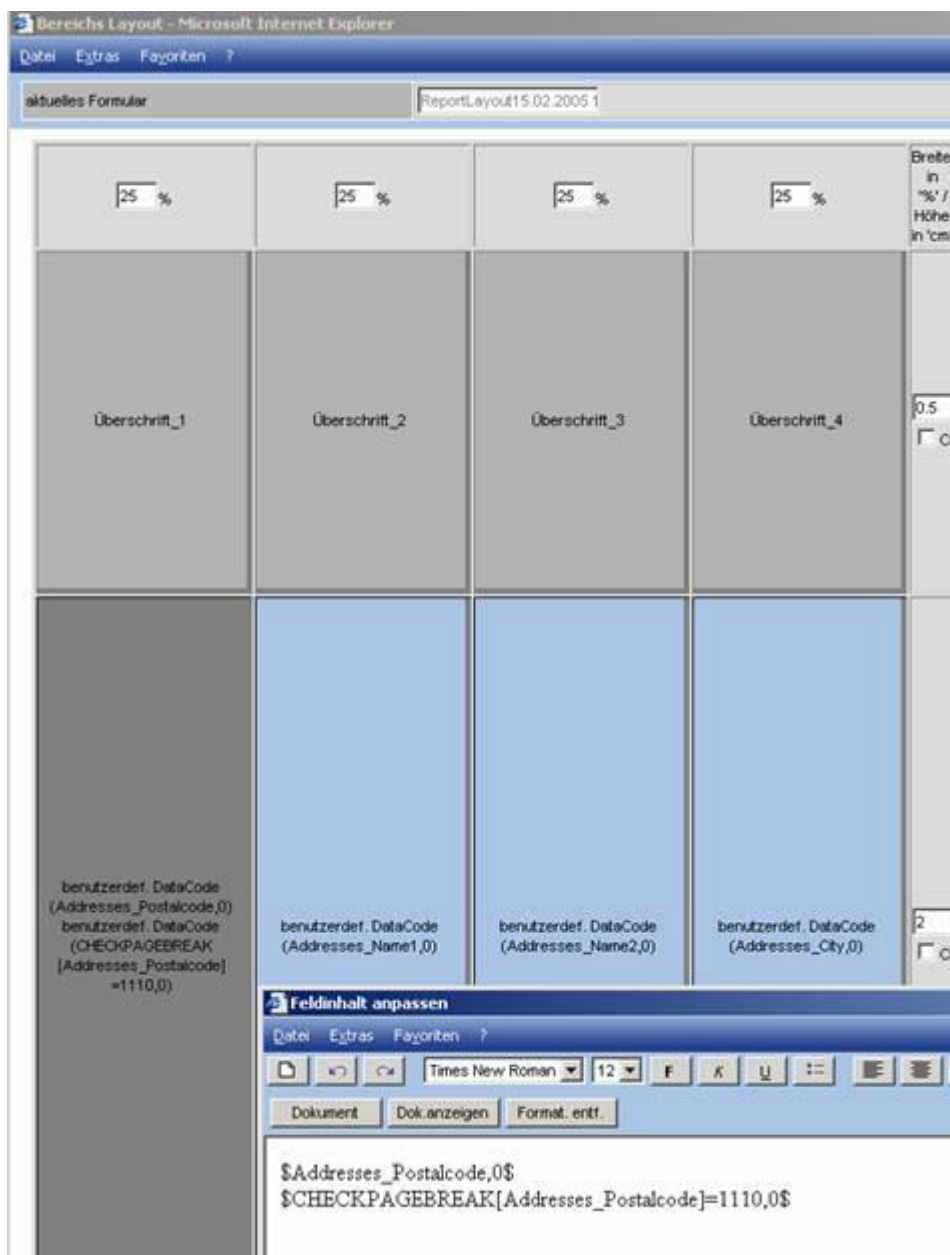 Bereichs Layout - Microsoft Internet Explorer
Datei Extras Favoriten ?
aktuelles Formular
ReportLayout15.02.2005 1
25 %
25 %
25 %
25 %
Breite
in
'%' /
Höhe
in 'cm
Überschrift_1
Überschrift_2
Überschrift_3
Überschrift_4
0.5
benutzerdef. DataCode
(Addresses_Postalcode,0)
benutzerdef. DataCode
(CHECKPAGEBREAK
[Addresses_Postalcode]
=1110,0)
benutzerdef. DataCode
(Addresses_Name1,0)
benutzerdef. DataCode
(Addresses_Name2,0)
benutzerdef. DataCode
(Addresses_City,0)
2
Feldinhalt anpassen
Datei Extras Favoriten ?
Times New Roman 12 F K U
Dokument Dok.anzeigen Format. entf.
$Addresses_Postalcode,0$
$CHECKPAGEBREAK[Addresses_Postalcode]=1110,0$